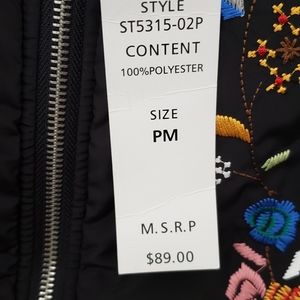 STYLE
ST5315-02P
CONTENT
100%POLYESTER
SIZE
PM
M.S.R.P
$89.00